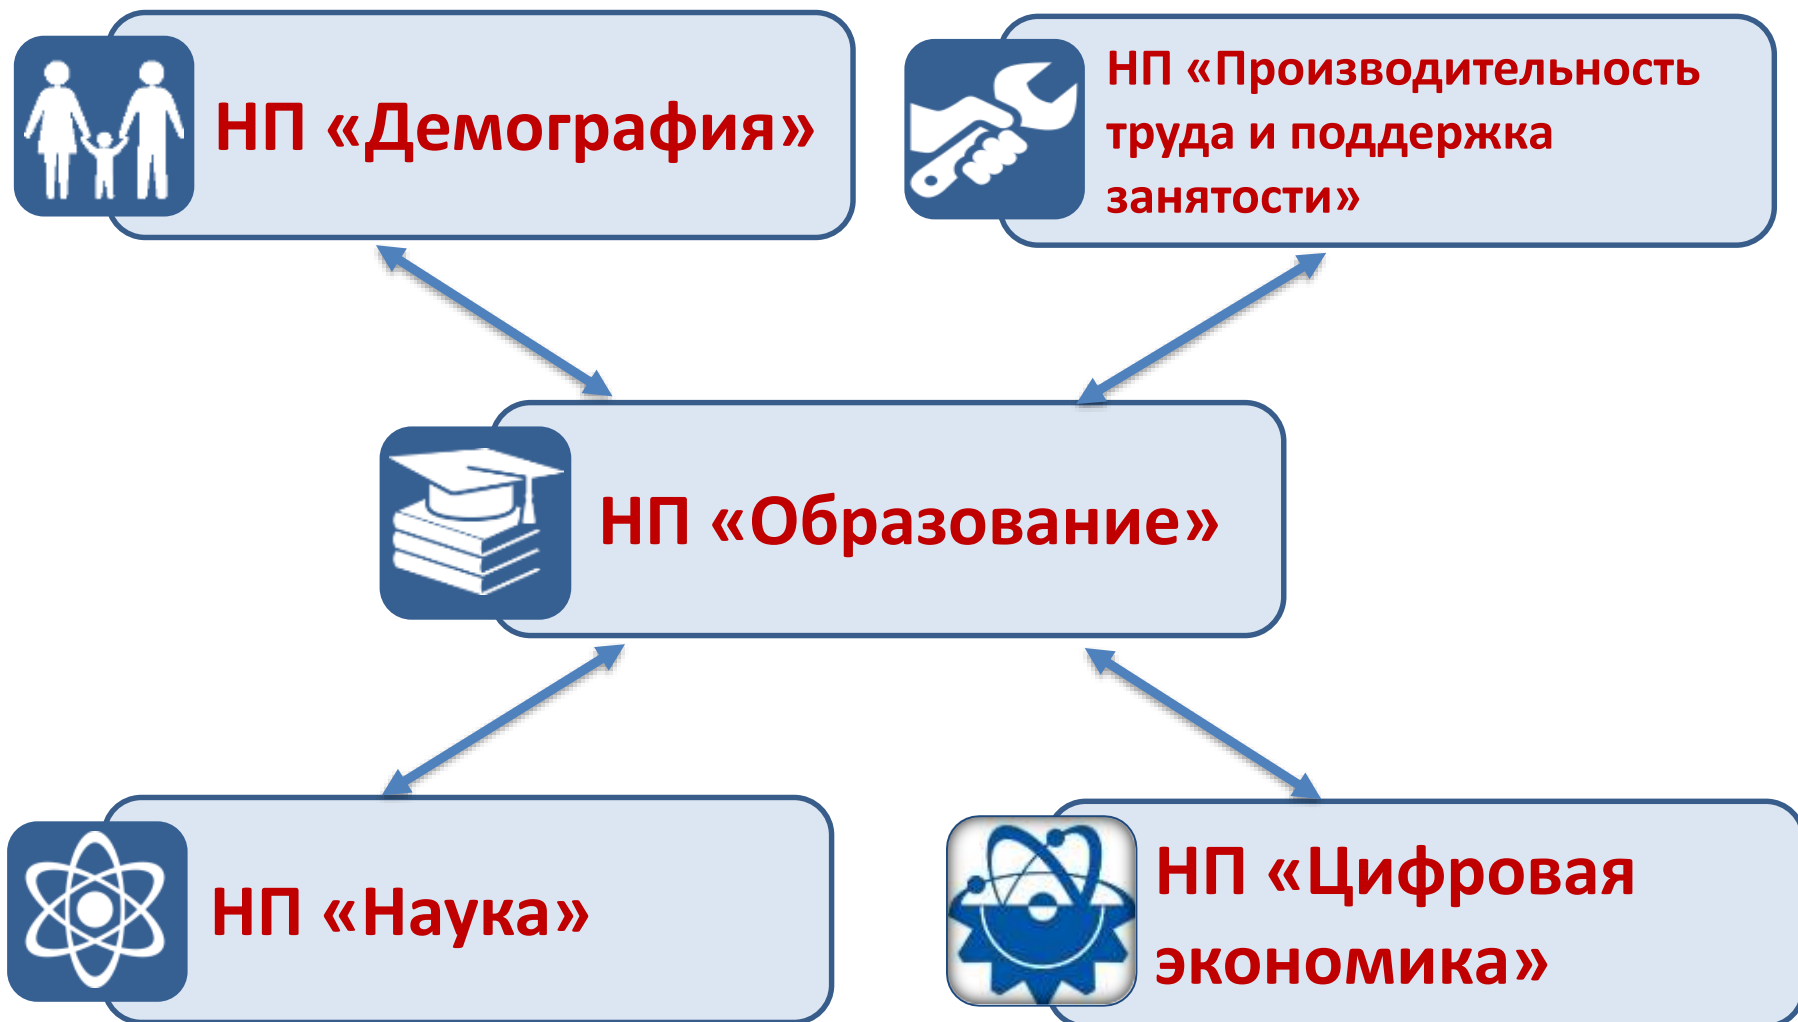 НП «Демография»
НП «Производительность
труда и поддержка
занятости»
НП «Образование»
НП «Наука»
НП «Цифровая
экономика»